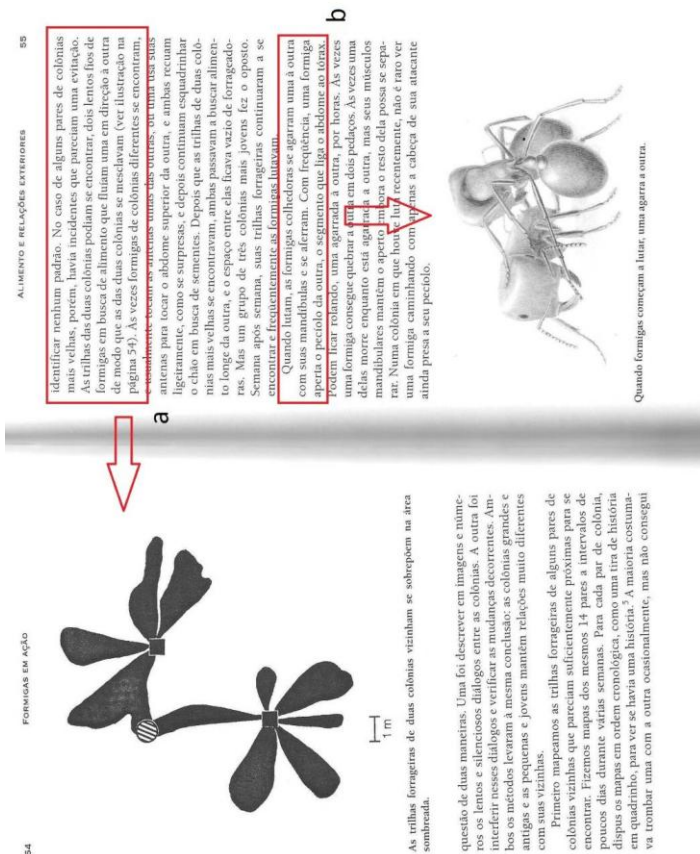 54
FORMIGAS EM AÇÃO
1 m
As trilhas forrageiras de duas colônias vizinham se sobrepõem na área
sombreada.
questão de duas maneiras. Uma foi descrever em imagens e núme-
ros os lentos e silenciosos diálogos entre as colônias. A outra foi
interferir nesses diálogos e verificar as mudanças decorrentes. Am-
bos os métodos levaram à mesma conclusão: as colônias grandes e
antigas e as pequenas e jovens mantêm relações muito diferentes
com suas vizinhas.
Primeiro mapeamos as trilhas forrageiras de alguns pares de
colônias vizinhas que pareciam suficientemente próximas para se
encontrar. Fizemos mapas dos mesmos 14 pares a intervalos de
poucos dias durante várias semanas. Para cada par de colônia,
dispus os mapas em ordem cronológica, como uma tira de história
em quadrinho, para ver se havia uma história.⁵ A maioria costuma-
va trombar uma com a outra ocasionalmente, mas não consegui
ALIMENTO E RELAÇÕES EXTERIORES
55
identificar nenhum padrão. No caso de alguns pares de colônias
mais velhas, porém, havia incidentes que pareciam uma evitação.
As trilhas das duas colônias podiam se encontrar, dois lentos fios de
formigas em busca de alimento que fluíam uma em direção à outra
de modo que as das duas colônias se mesclavam (ver ilustração na
página 54). Às vezes formigas de colônias diferentes se encontram,
e usualmente tocam as antenas umas das outras, ou uma usa suas
antenas para tocar o abdome superior da outra, e ambas recuam
ligeiramente, como se surpresas, e depois continuam esquadrinhar
o chão em busca de sementes. Depois que as trilhas de duas colô-
nias mais velhas se encontravam, ambas passavam a buscar alimen-
to longe da outra, e o espaço entre elas ficava vazio de forrageado-
ras. Mas um grupo de três colônias mais jovens fez o oposto.
Semana após semana, suas trilhas forrageiras continuaram a se
encontrar e freqüentemente as formigas lutavam.
Quando lutam, as formigas colhedoras se agarram uma à outra
com suas mandíbulas e se aferram. Com freqüência, uma formiga
aperta o pecíolo da outra, o segmento que liga o abdome ao tórax.
Podem ficar rolando, uma agarrada à outra, por horas. Às vezes
uma formiga consegue quebrar a outra em dois pedaços. Às vezes uma
delas morre enquanto está agarrada a outra, mas seus músculos
mandibulares mantêm o aperto embora o resto dela possa se sepa-
rar. Numa colônia em que houve luta recentemente, não é raro ver
uma formiga caminhando com apenas a cabeça de sua atacante
ainda presa a seu pecíolo.
Quando formigas começam a lutar, uma agarra a outra.
a
b